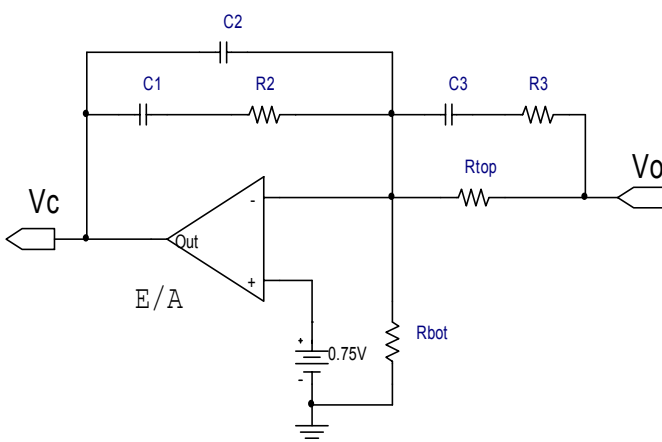 C2
C1
R2
C3
R3
Rtop
Vo
Vc
-
Out
+
E/A
Rbot
+
0.75V
-